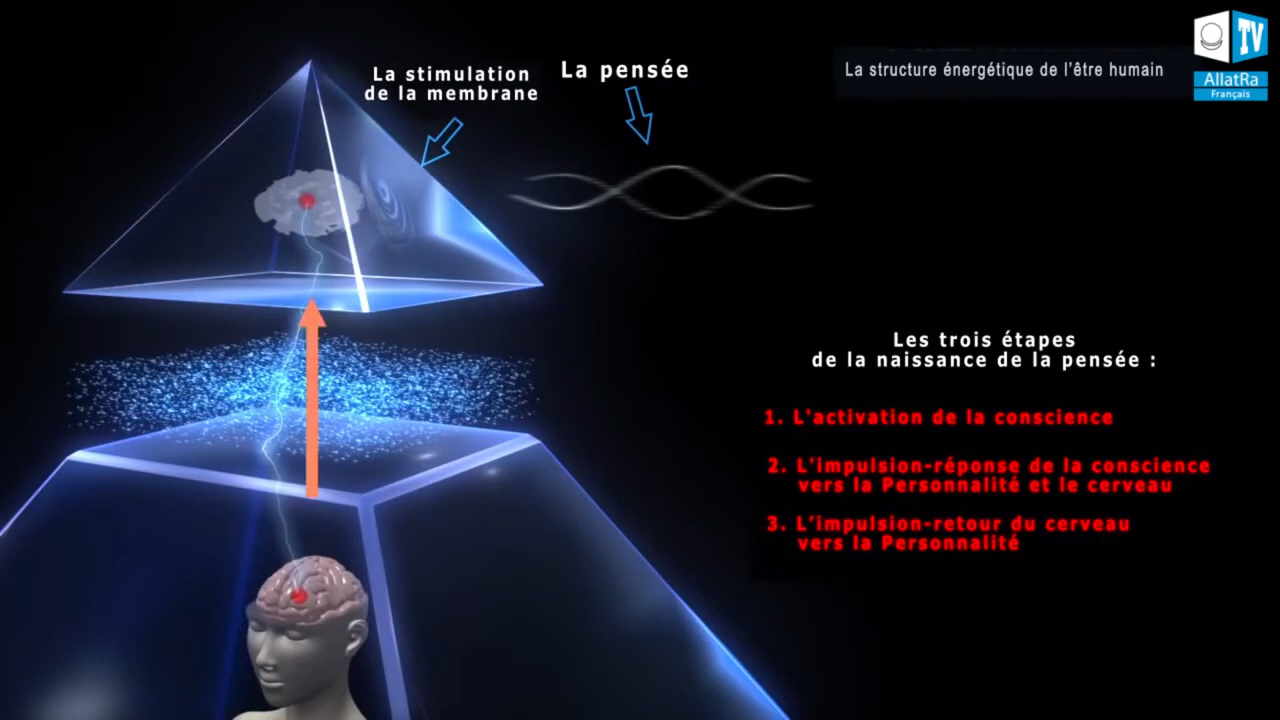 La stimulation
de la membrane
La pensée
La structure énergétique de l'être humain
TV
AllatRa
Français
Les trois étapes
de la naissance de la pensée :
1. L'activation de la conscience
2. L'impulsion-réponse de la conscience
vers la Personnalité et le cerveau
3. L'impulsion-retour du cerveau
vers la Personnalité